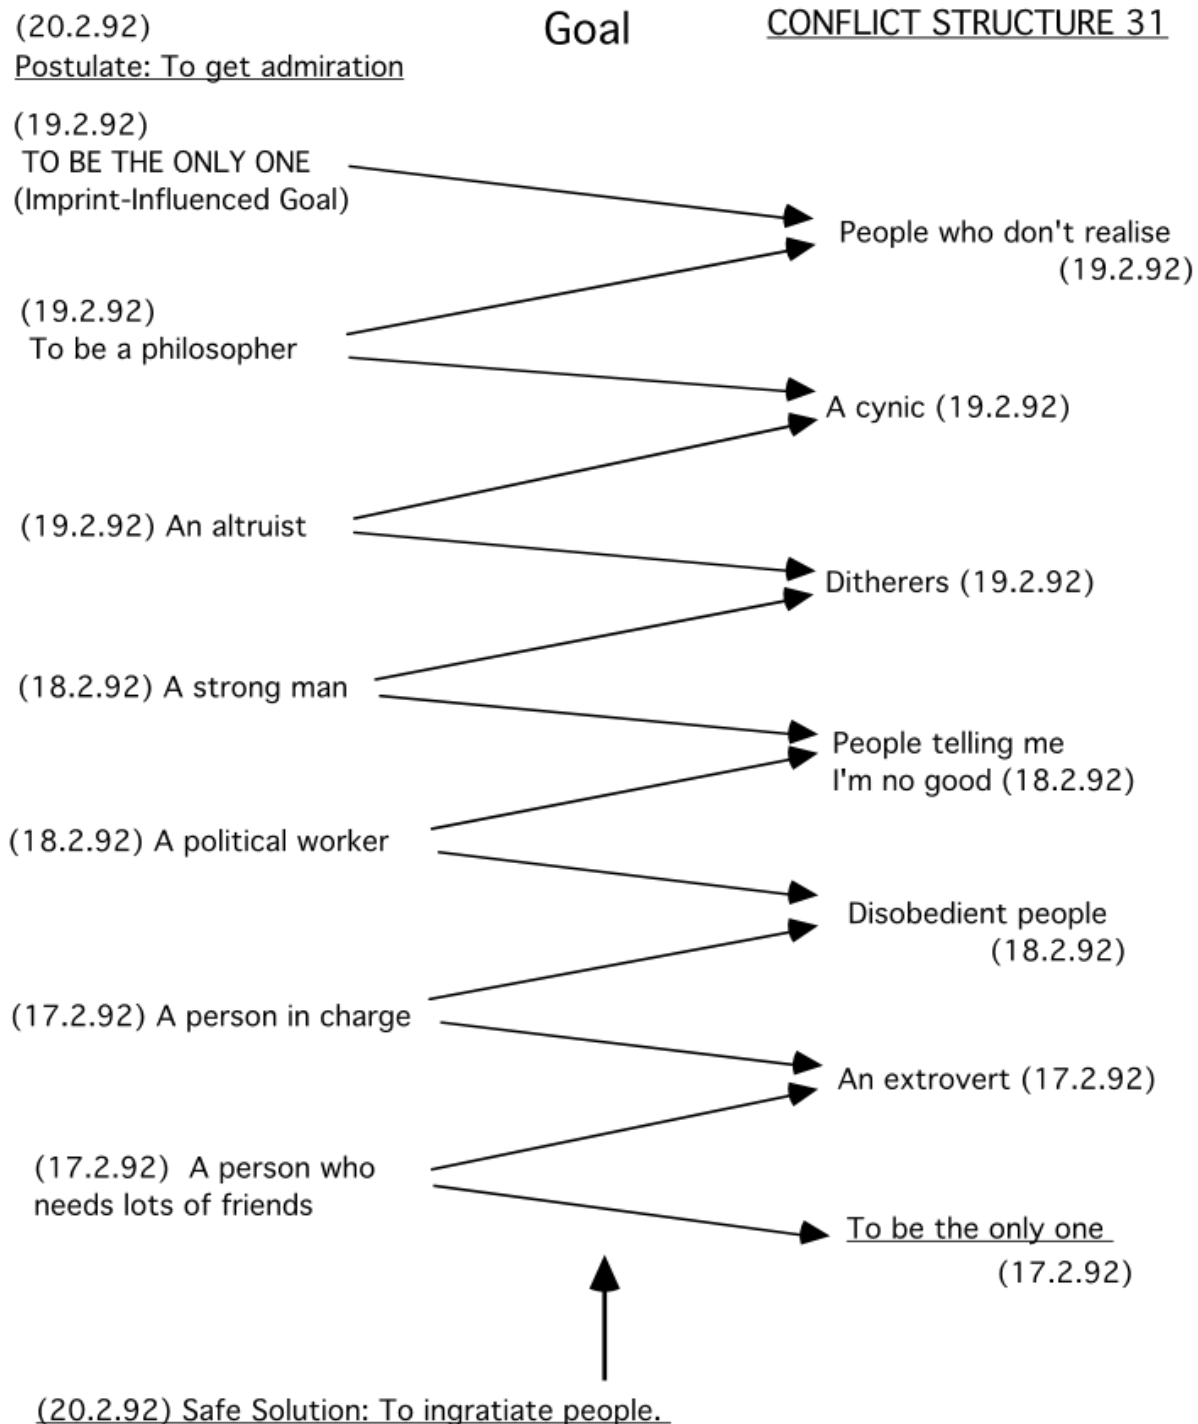 (20.2.92)
Goal
CONFLICT STRUCTURE 31
Postulate: To get admiration
(19.2.92)
TO BE THE ONLY ONE
(Imprint-Influenced Goal)
People who don't realise
(19.2.92)
(19.2.92)
To be a philosopher
A cynic (19.2.92)
(19.2.92) An altruist
Ditherers (19.2.92)
(18.2.92) A strong man
People telling me
I'm no good (18.2.92)
(18.2.92) A political worker
Disobedient people
(18.2.92)
(17.2.92) A person in charge
An extrovert (17.2.92)
(17.2.92) A person who
needs lots of friends
To be the only one
(17.2.92)
(20.2.92) Safe Solution: To ingratiate people.